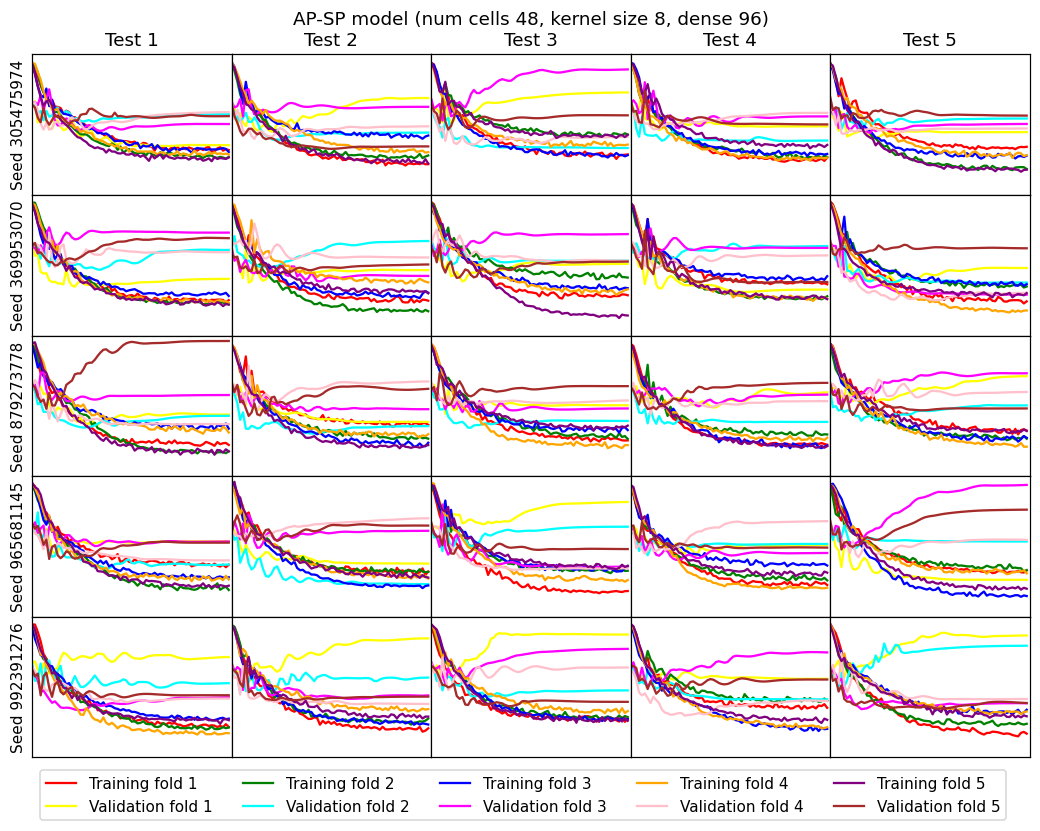 AP-SP model (num cells 48, kernel size 8, dense 96)
Test 1 Test 2 Test 3 Test 4 Test 5
Seed 305475974
Seed 369953070
Seed 879273778
Seed 965681145
Seed 992391276
Training fold 1 Training fold 2 Training fold 3 Training fold 4 Training fold 5
Validation fold 1 Validation fold 2 Validation fold 3 Validation fold 4 Validation fold 5